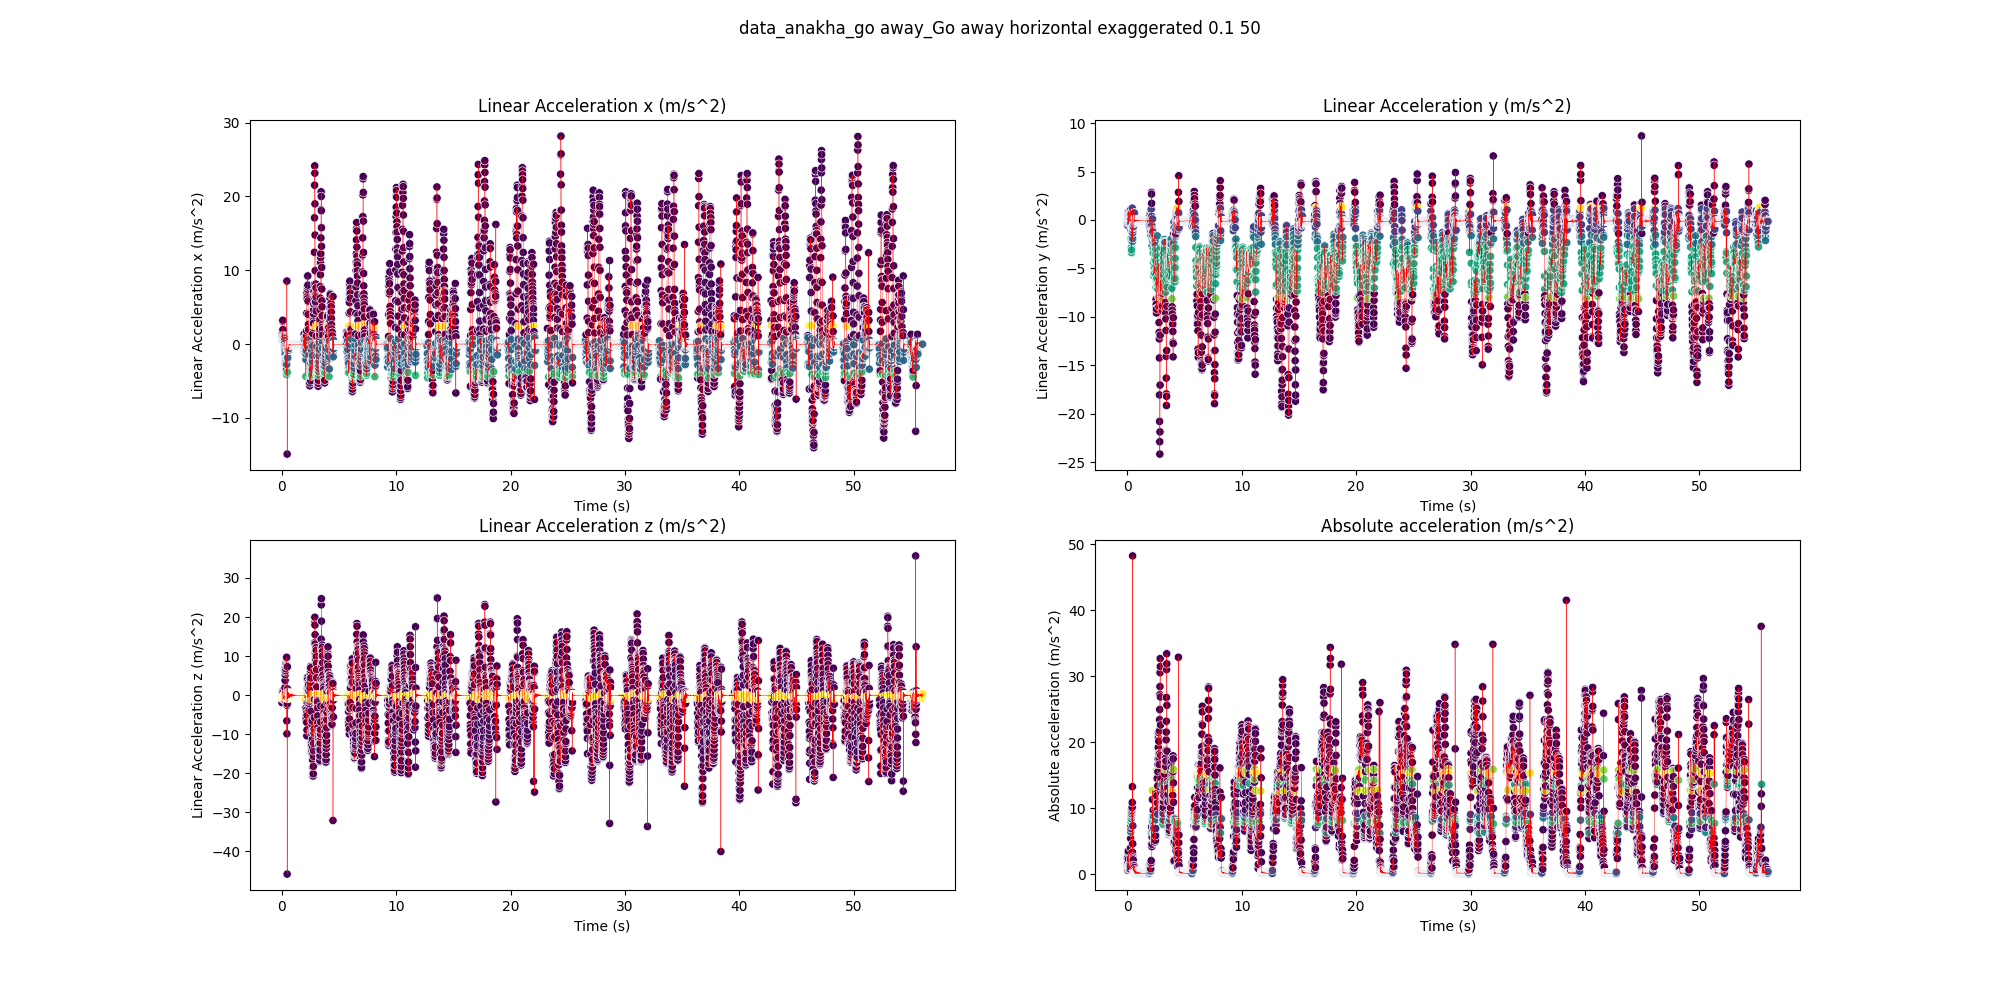 data_anakha_go away_Go away horizontal exaggerated 0.1 50
Linear Acceleration x (m/s^2)
Linear Acceleration x (m/s^2)
30
20
10
0
−10
0 10 20 30 40 50
Time (s)
Linear Acceleration y (m/s^2)
Linear Acceleration y (m/s^2)
10
5
0
−5
−10
−15
−20
−25
0 10 20 30 40 50
Time (s)
Linear Acceleration z (m/s^2)
Linear Acceleration z (m/s^2)
30
20
10
0
−10
−20
−30
−40
0 10 20 30 40 50
Time (s)
Absolute acceleration (m/s^2)
Absolute acceleration (m/s^2)
50
40
30
20
10
0
0 10 20 30 40 50
Time (s)